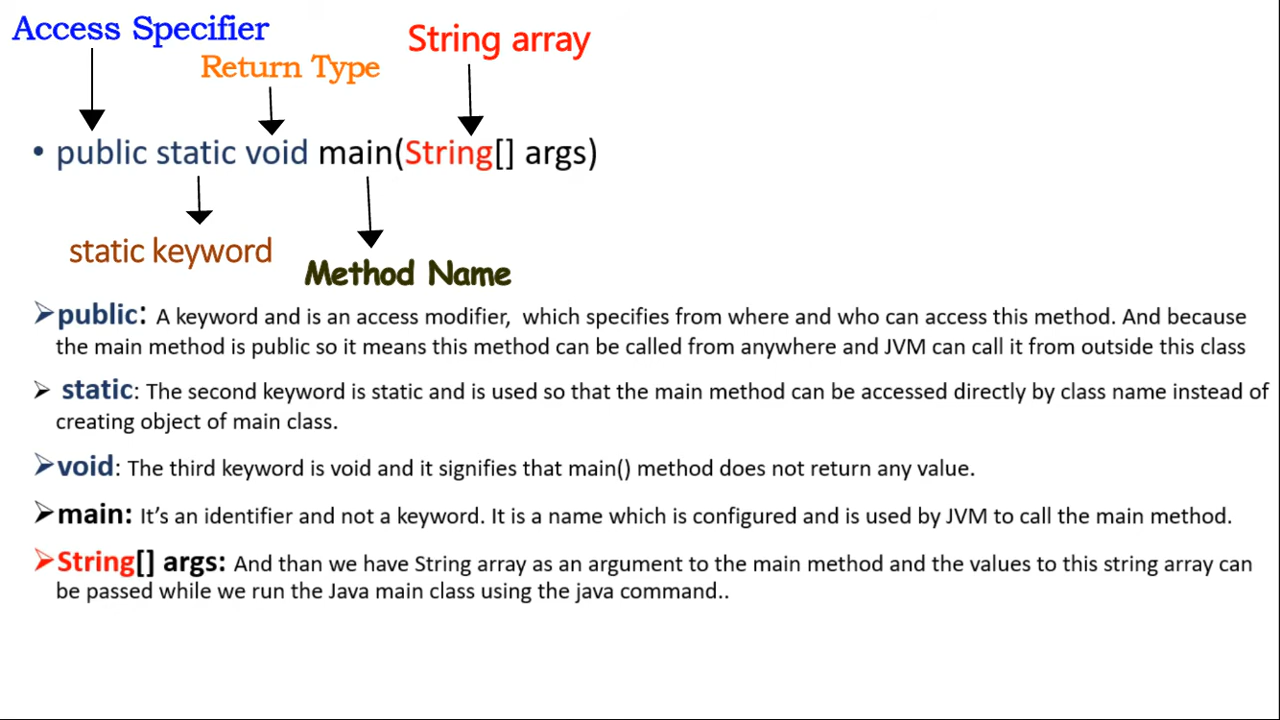 Access Specifier
String array
Return Type
• public static void main(String[] args)
static keyword
Method Name
➢public: A keyword and is an access modifier, which specifies from where and who can access this method. And because
the main method is public so it means this method can be called from anywhere and JVM can call it from outside this class
➢ static: The second keyword is static and is used so that the main method can be accessed directly by class name instead of
creating object of main class.
➢void: The third keyword is void and it signifies that main() method does not return any value.
➢main: It’s an identifier and not a keyword. It is a name which is configured and is used by JVM to call the main method.
➢String[] args: And than we have String array as an argument to the main method and the values to this string array can
be passed while we run the Java main class using the java command..